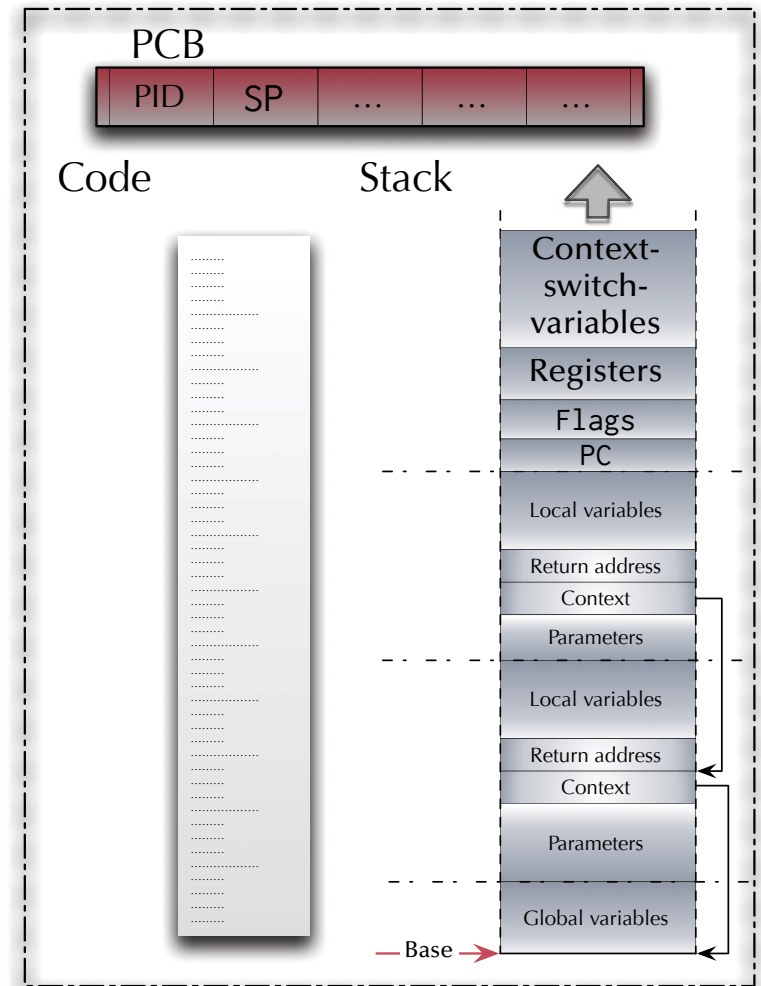 PCB
PID SP ... ... ...
Code Stack
Context-
switch-
variables
Registers
Flags
PC
Local variables
Return address
Context
Parameters
Local variables
Return address
Context
Parameters
Global variables
Base